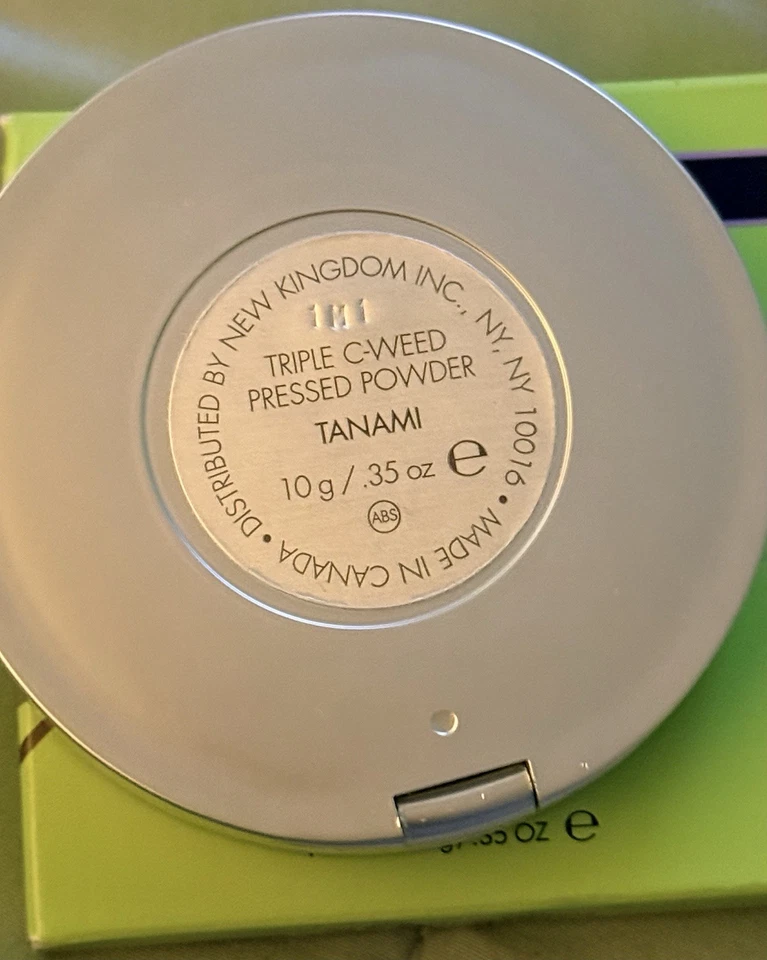 DISTRIBUTED BY NEW KINGDOM INC., NY, NY 10016 • MADE IN CANADA •
1M1
TRIPLE C-WEED
PRESSED POWDER
TANAMI
10 g / .35 oz e
ABS
.35 OZ e